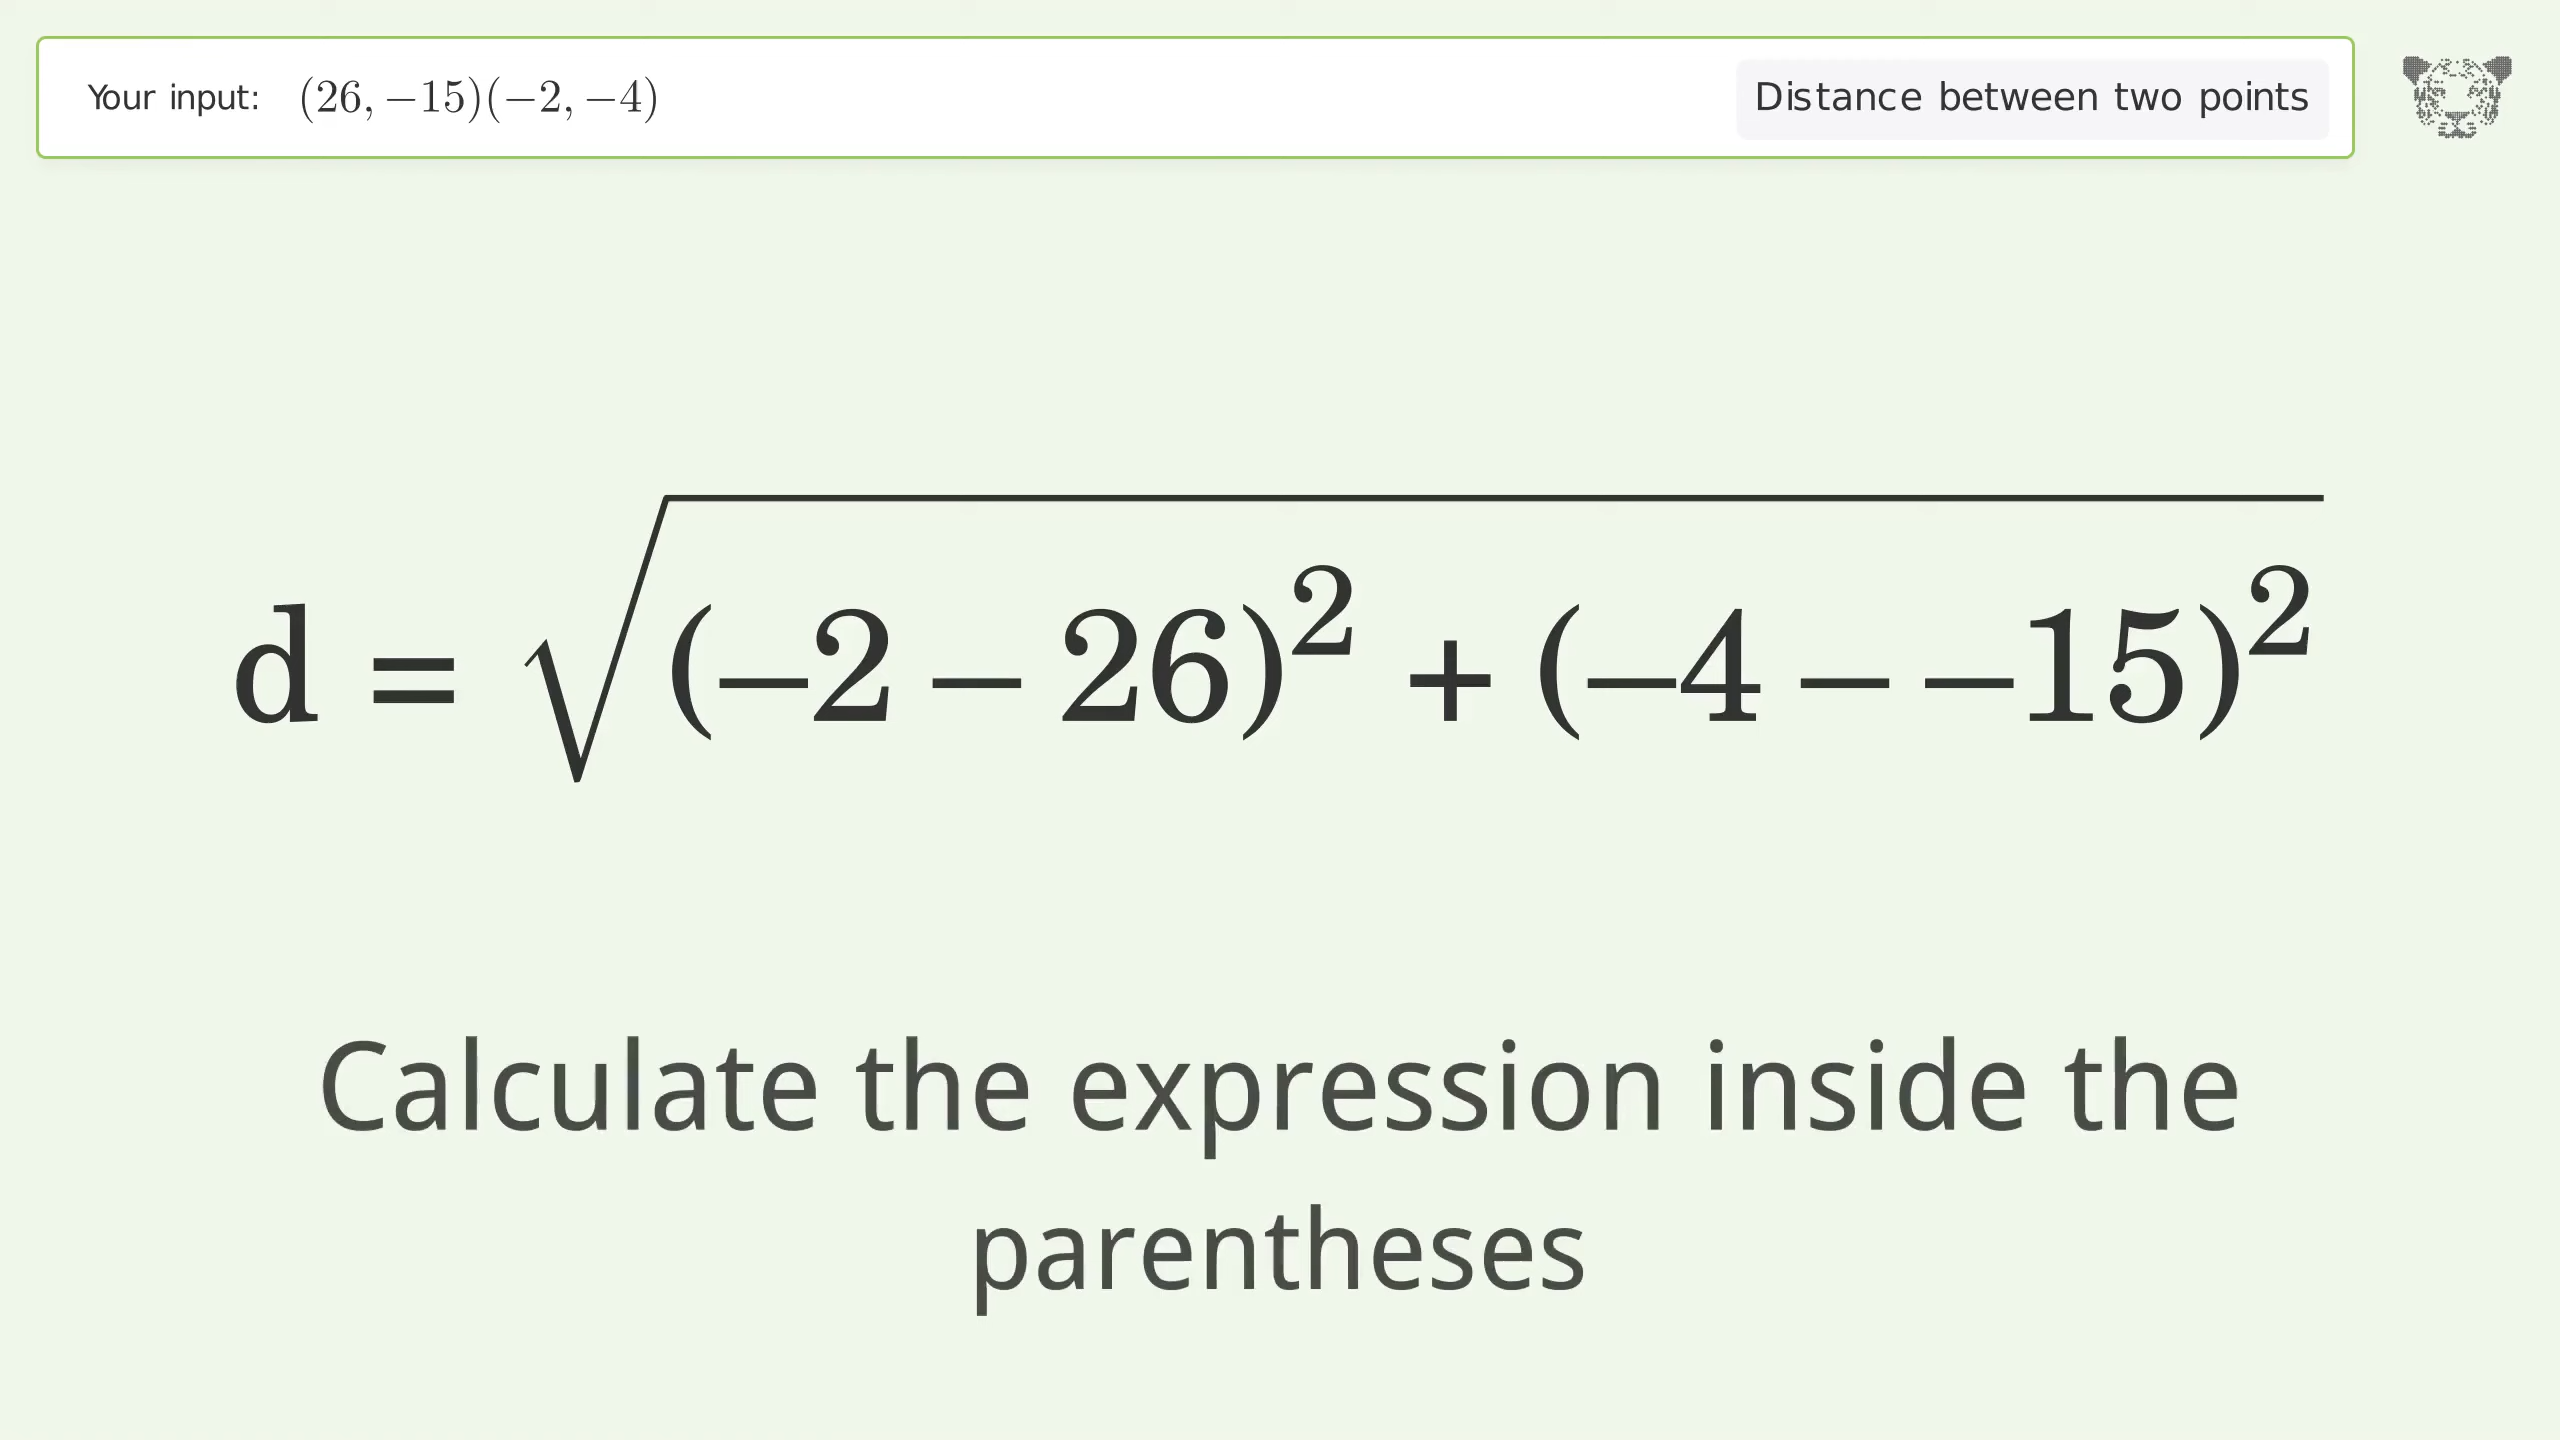 Your input: (26, −15)(−2, −4)
Distance between two points
d = √(−2 − 26)² + (−4 − −15)²
Calculate the expression inside the
parentheses